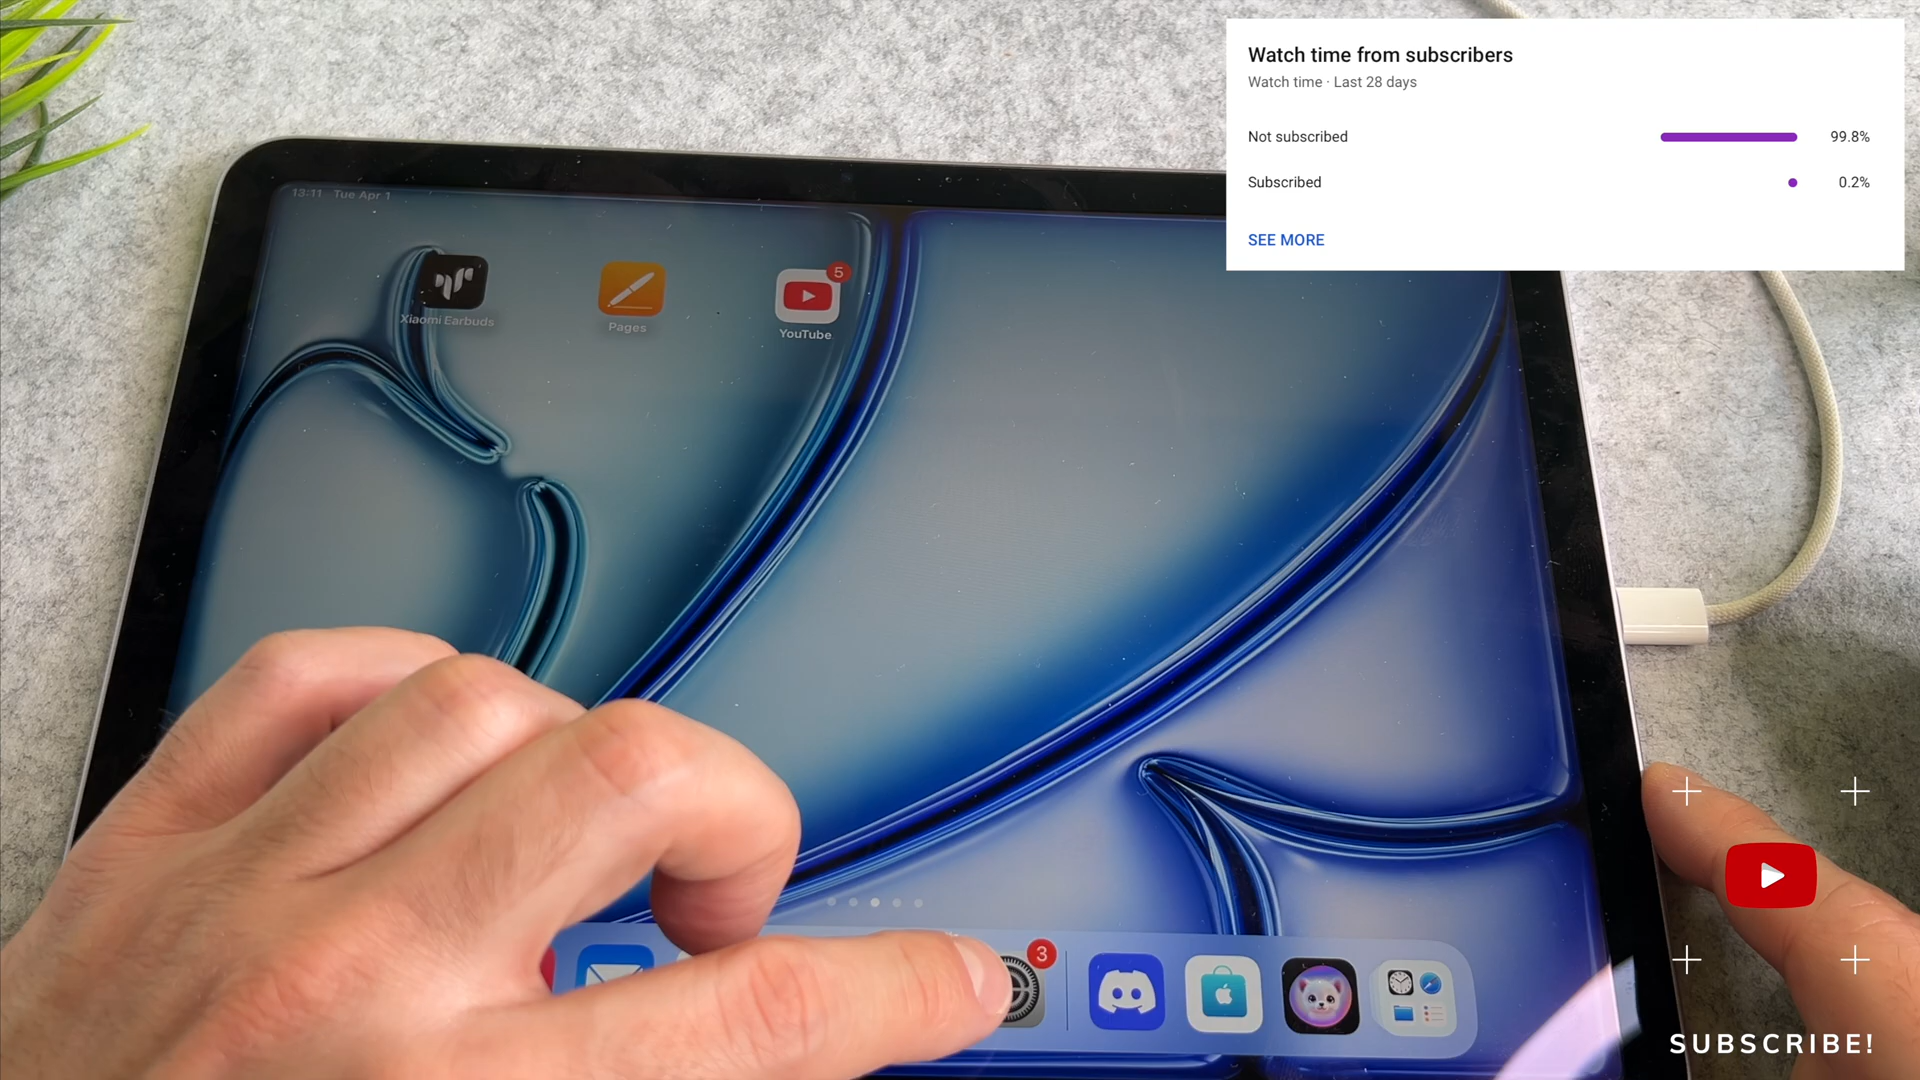 Watch time from subscribers
Watch time · Last 28 days
Not subscribed 99.8%
Subscribed 0.2%
SEE MORE
13:11 Tue Apr 1
5
Xiaomi Earbuds
Pages
YouTube
3
SUBSCRIBE!